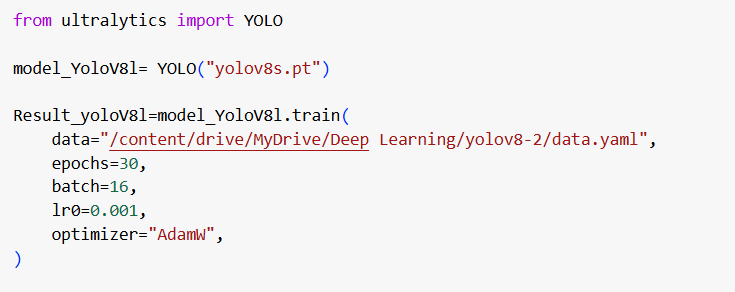 from ultralytics import YOLO
model_YoloV8l= YOLO("yolov8s.pt")
Result_yoloV8l=model_YoloV8l.train(
data="/content/drive/MyDrive/Deep Learning/yolov8-2/data.yaml",
epochs=30,
batch=16,
lr0=0.001,
optimizer="AdamW",
)